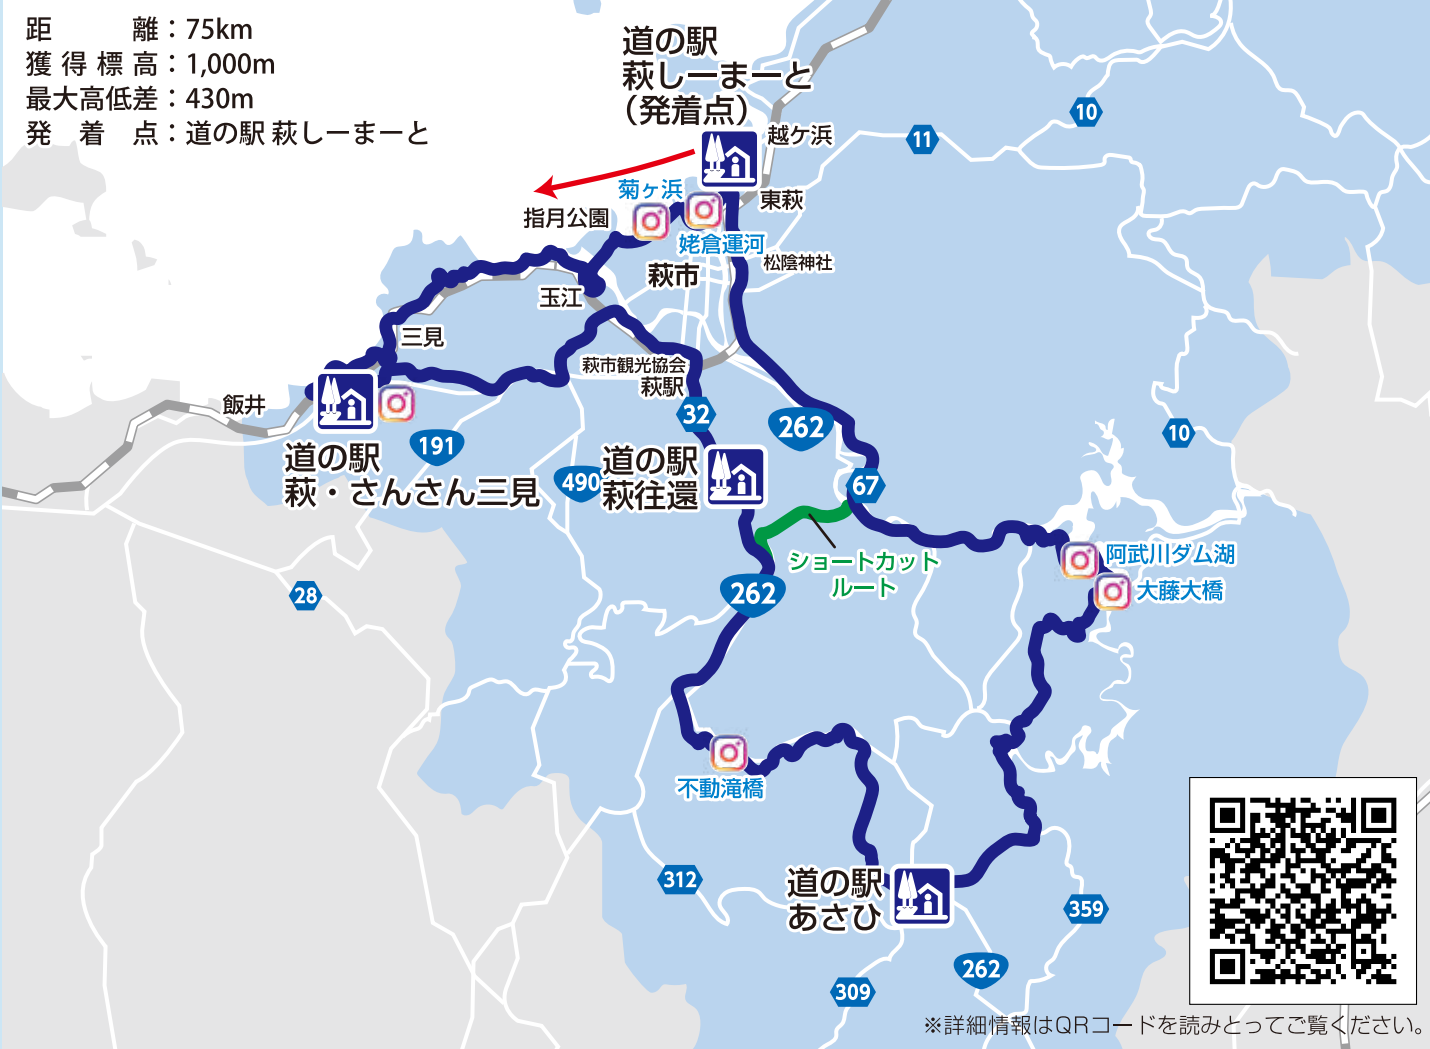 距離：75km
獲得標高：1,000m
最大高低差：430m
発着点：道の駅 萩しーまーと
道の駅
萩しーまーと
（発着点）
越ケ浜
11
10
菊ヶ浜
東萩
指月公園
姥倉運河
松陰神社
萩市
玉江
三見
萩市観光協会
萩駅
飯井
32
262
10
191
道の駅
萩・さんさん三見
490
道の駅
萩往還
67
ショートカット
ルート
阿武川ダム湖
大藤大橋
28
262
不動滝橋
312
道の駅
あさひ
359
262
309
※詳細情報はQRコードを読みとってご覧ください。